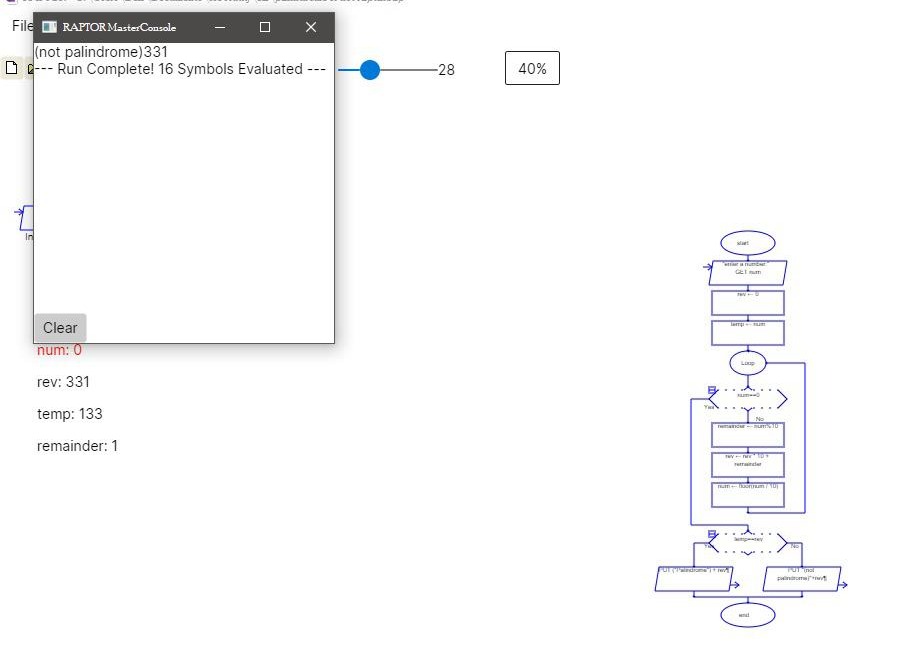 File
RAPTORMasterConsole
(not palindrome)331
--- Run Complete! 16 Symbols Evaluated ---
28
40%
In
Clear
num: 0
rev: 331
temp: 133
remainder: 1
start
"enter a number."
GET num
rev ← 0
temp ← num
Loop
num==0
Yes
No
remainder ← num%10
rev ← rev * 10 +
remainder
num ← floor(num / 10)
temp==rev
Yes
No
PUT ("Palindrome") + rev¶
PUT "(not
palindrome)"+rev¶
end